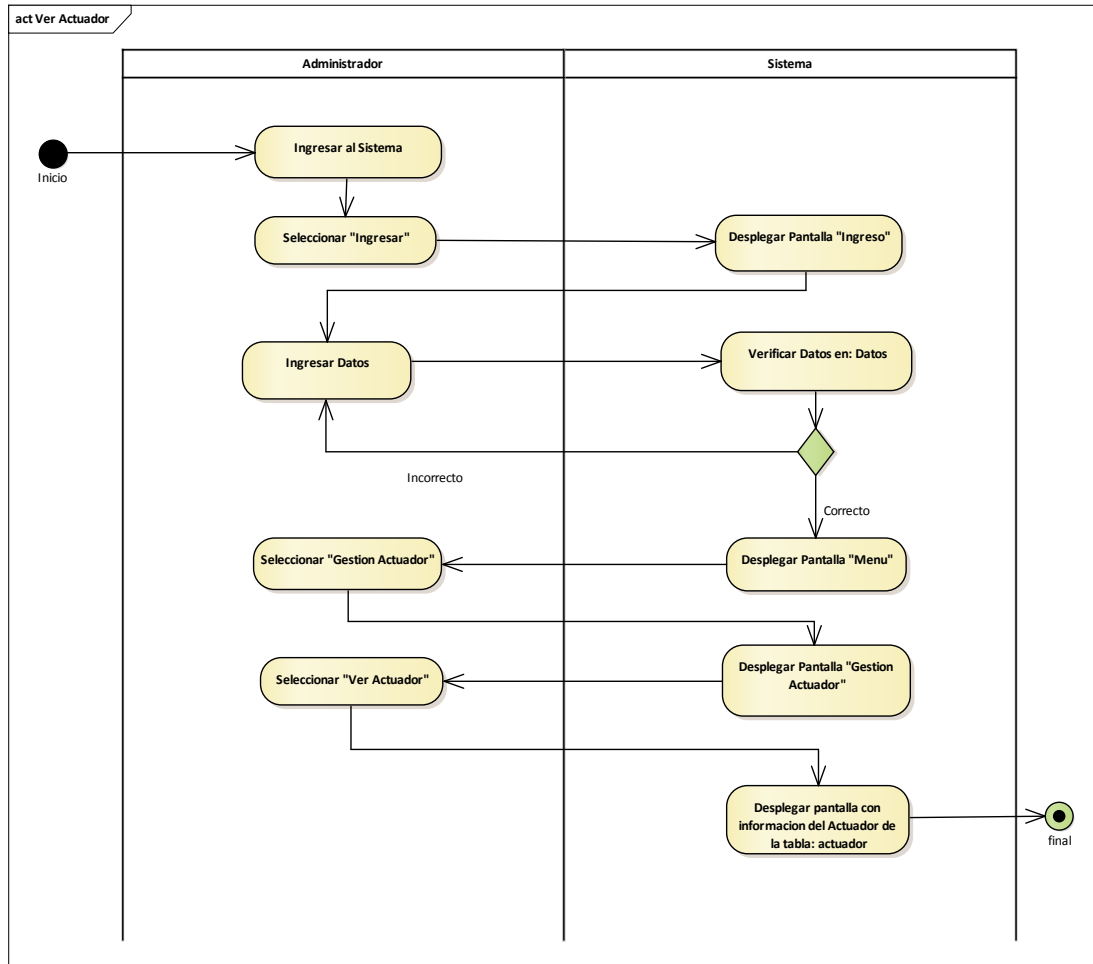 act Ver Actuador
Administrador
Sistema
Inicio
Ingresar al Sistema
Seleccionar "Ingresar"
Desplegar Pantalla "Ingreso"
Ingresar Datos
Verificar Datos en: Datos
Incorrecto
Correcto
Seleccionar "Gestion Actuador"
Desplegar Pantalla "Menu"
Seleccionar "Ver Actuador"
Desplegar Pantalla "Gestion
Actuador"
Desplegar pantalla con
informacion del Actuador de
la tabla: actuador
final